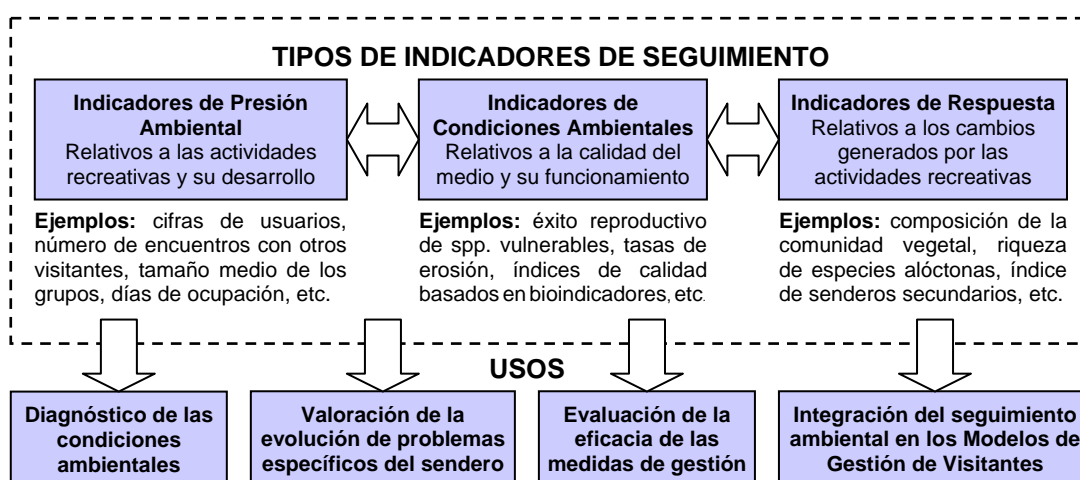 TIPOS DE INDICADORES DE SEGUIMIENTO
Indicadores de Presión
Ambiental
Relativos a las actividades
recreativas y su desarrollo
Indicadores de
Condiciones Ambientales
Relativos a la calidad del
medio y su funcionamiento
Indicadores de Respuesta
Relativos a los cambios
generados por las
actividades recreativas
Ejemplos: cifras de usuarios,
número de encuentros con otros
visitantes, tamaño medio de los
grupos, días de ocupación, etc.
Ejemplos: éxito reproductivo
de spp. vulnerables, tasas de
erosión, índices de calidad
basados en bioindicadores, etc.
Ejemplos: composición de la
comunidad vegetal, riqueza
de especies alóctonas, índice
de senderos secundarios, etc.
USOS
Diagnóstico de las
condiciones
ambientales
Valoración de la
evolución de problemas
específicos del sendero
Evaluación de la
eficacia de las
medidas de gestión
Integración del seguimiento
ambiental en los Modelos de
Gestión de Visitantes